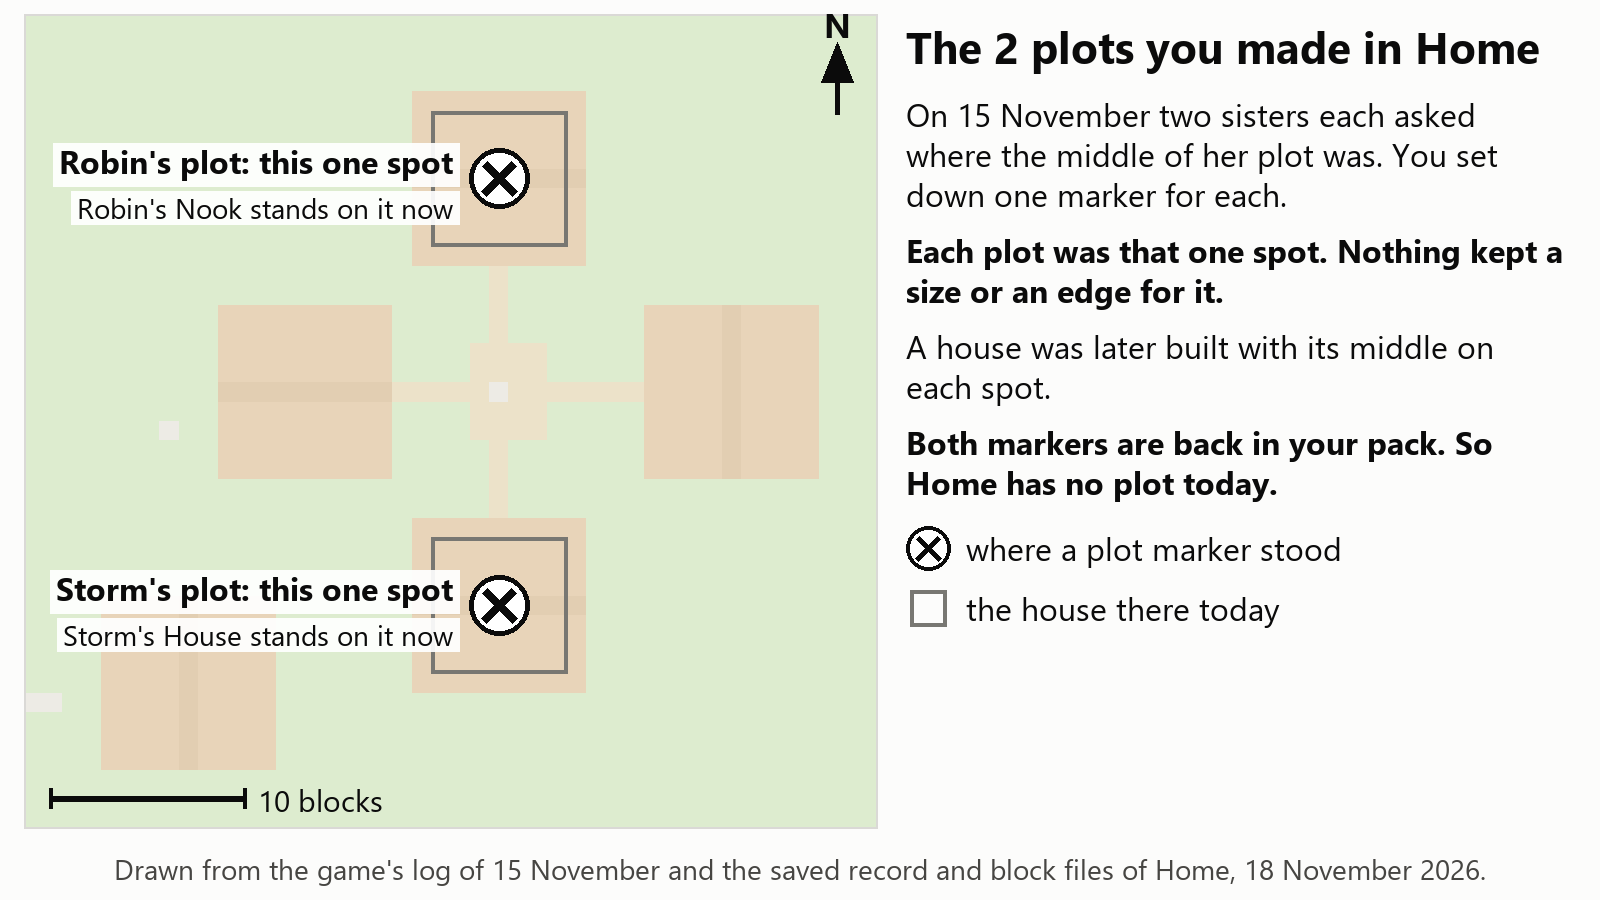 N
The 2 plots you made in Home
On 15 November two sisters each asked
where the middle of her plot was. You set
down one marker for each.
Each plot was that one spot. Nothing kept a
size or an edge for it.
A house was later built with its middle on
each spot.
Both markers are back in your pack. So
Home has no plot today.
where a plot marker stood
the house there today
Robin's plot: this one spot
Robin's Nook stands on it now
Storm's plot: this one spot
Storm's House stands on it now
10 blocks
Drawn from the game's log of 15 November and the saved record and block files of Home, 18 November 2026.